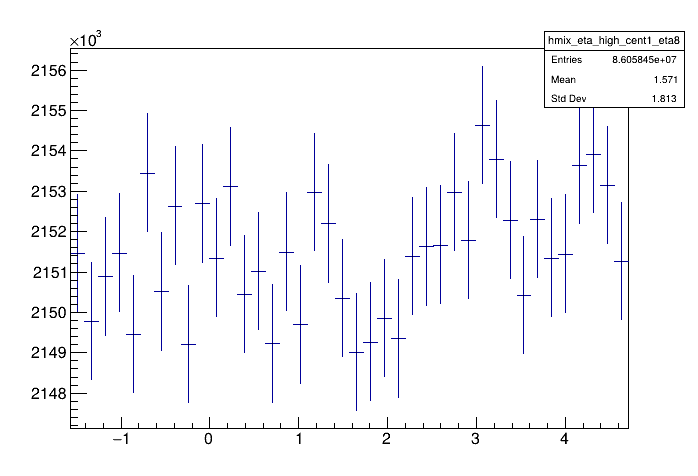 ×10³
hmix_eta_high_cent1_eta8
Entries 8.605845e+07
Mean 1.571
Std Dev 1.813
2156
2155
2154
2153
2152
2151
2150
2149
2148
−1 0 1 2 3 4